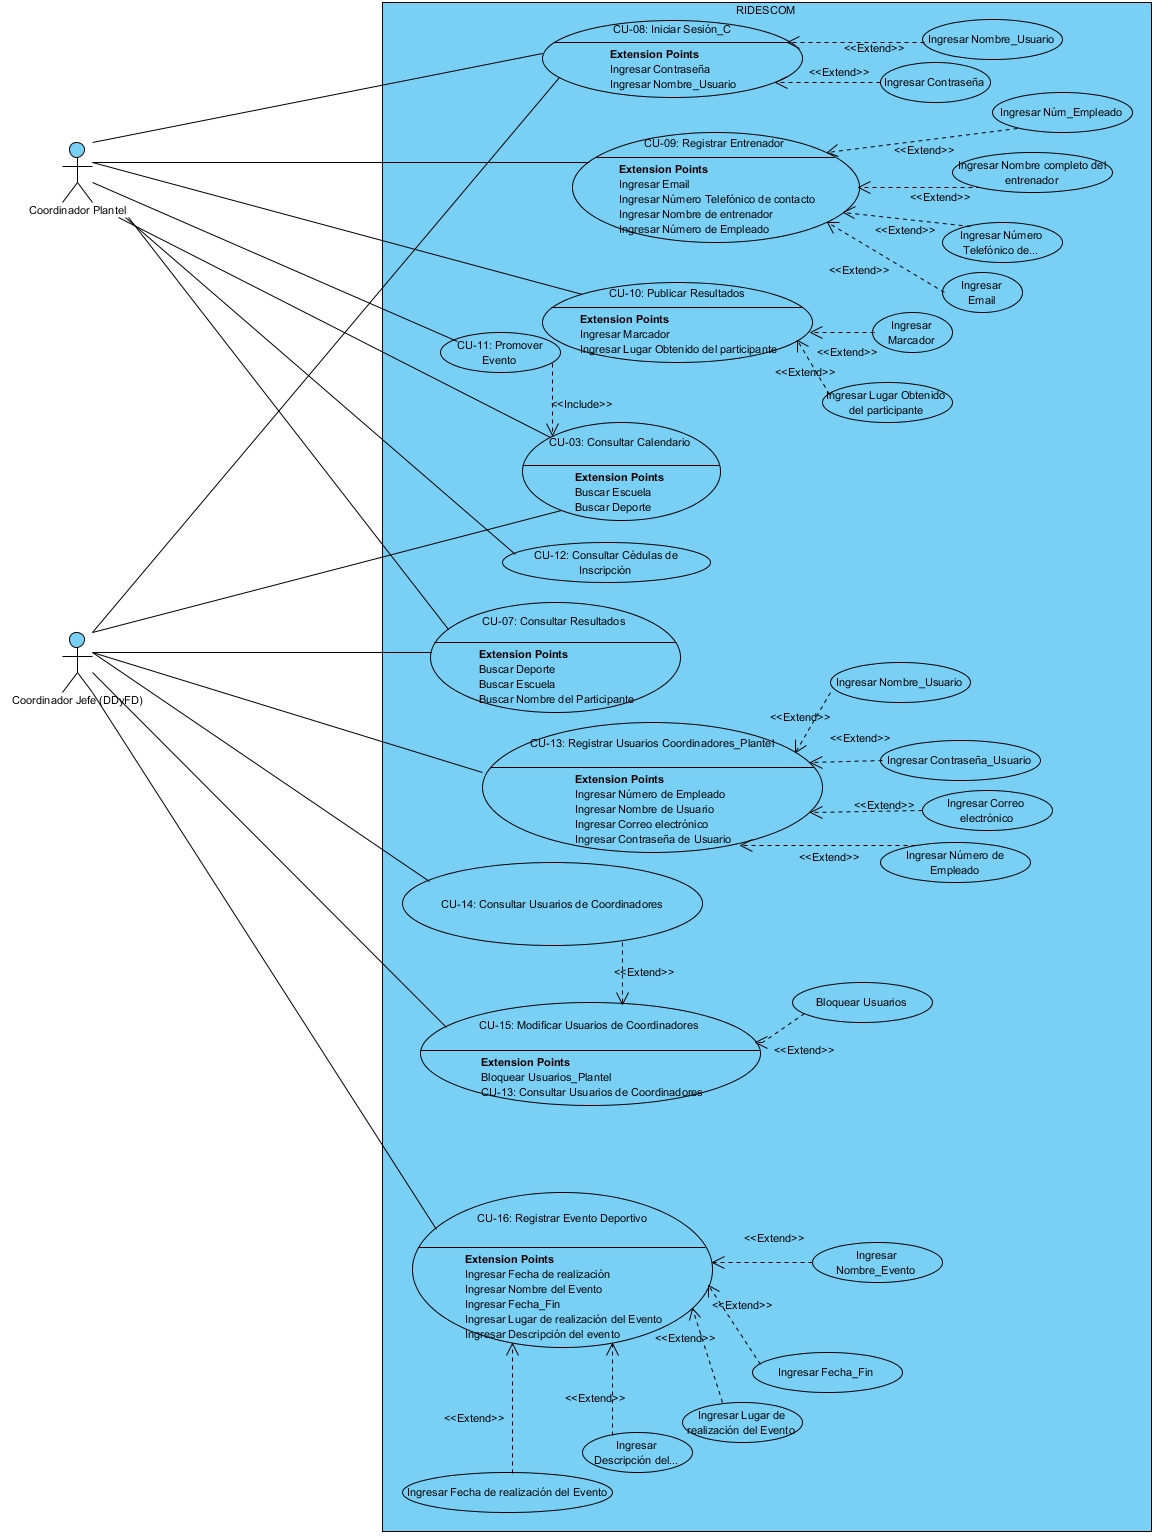 RIDESCOM
CU-08: Iniciar Sesión_C
Extension Points
Ingresar Contraseña
Ingresar Nombre_Usuario
<<Extend>>
Ingresar Nombre_Usuario
<<Extend>>
Ingresar Contraseña
Coordinador Plantel
CU-09: Registrar Entrenador
Extension Points
Ingresar Email
Ingresar Número Telefónico de contacto
Ingresar Nombre de entrenador
Ingresar Número de Empleado
Ingresar Núm_Empleado
<<Extend>>
Ingresar Nombre completo del
entrenador
<<Extend>>
Ingresar Número
Telefónico de...
<<Extend>>
Ingresar
Email
<<Extend>>
CU-10: Publicar Resultados
Extension Points
Ingresar Marcador
Ingresar Lugar Obtenido del participante
Ingresar
Marcador
<<Extend>>
<<Extend>>
Ingresar Lugar Obtenido
del participante
CU-11: Promover
Evento
<<Include>>
CU-03: Consultar Calendario
Extension Points
Buscar Escuela
Buscar Deporte
CU-12: Consultar Cédulas de
Inscripción
CU-07: Consultar Resultados
Extension Points
Buscar Deporte
Buscar Escuela
Buscar Nombre del Participante
Coordinador Jefe (DDyFD)
CU-13: Registrar Usuarios Coordinadores_Plantel
Extension Points
Ingresar Número de Empleado
Ingresar Nombre de Usuario
Ingresar Correo electrónico
Ingresar Contraseña de Usuario
Ingresar Nombre_Usuario
<<Extend>>
<<Extend>>
Ingresar Contraseña_Usuario
<<Extend>>
Ingresar Correo
electrónico
<<Extend>>
Ingresar Número de
Empleado
CU-14: Consultar Usuarios de Coordinadores
<<Extend>>
CU-15: Modificar Usuarios de Coordinadores
Extension Points
Bloquear Usuarios_Plantel
CU-13: Consultar Usuarios de Coordinadores
Bloquear Usuarios
<<Extend>>
CU-16: Registrar Evento Deportivo
Extension Points
Ingresar Fecha de realización
Ingresar Nombre del Evento
Ingresar Fecha_Fin
Ingresar Lugar de realización del Evento
Ingresar Descripción del evento
<<Extend>>
Ingresar
Nombre_Evento
<<Extend>>
Ingresar Fecha_Fin
<<Extend>>
Ingresar Lugar de
realización del Evento
<<Extend>>
Ingresar
Descripción del...
<<Extend>>
Ingresar Fecha de realización del Evento